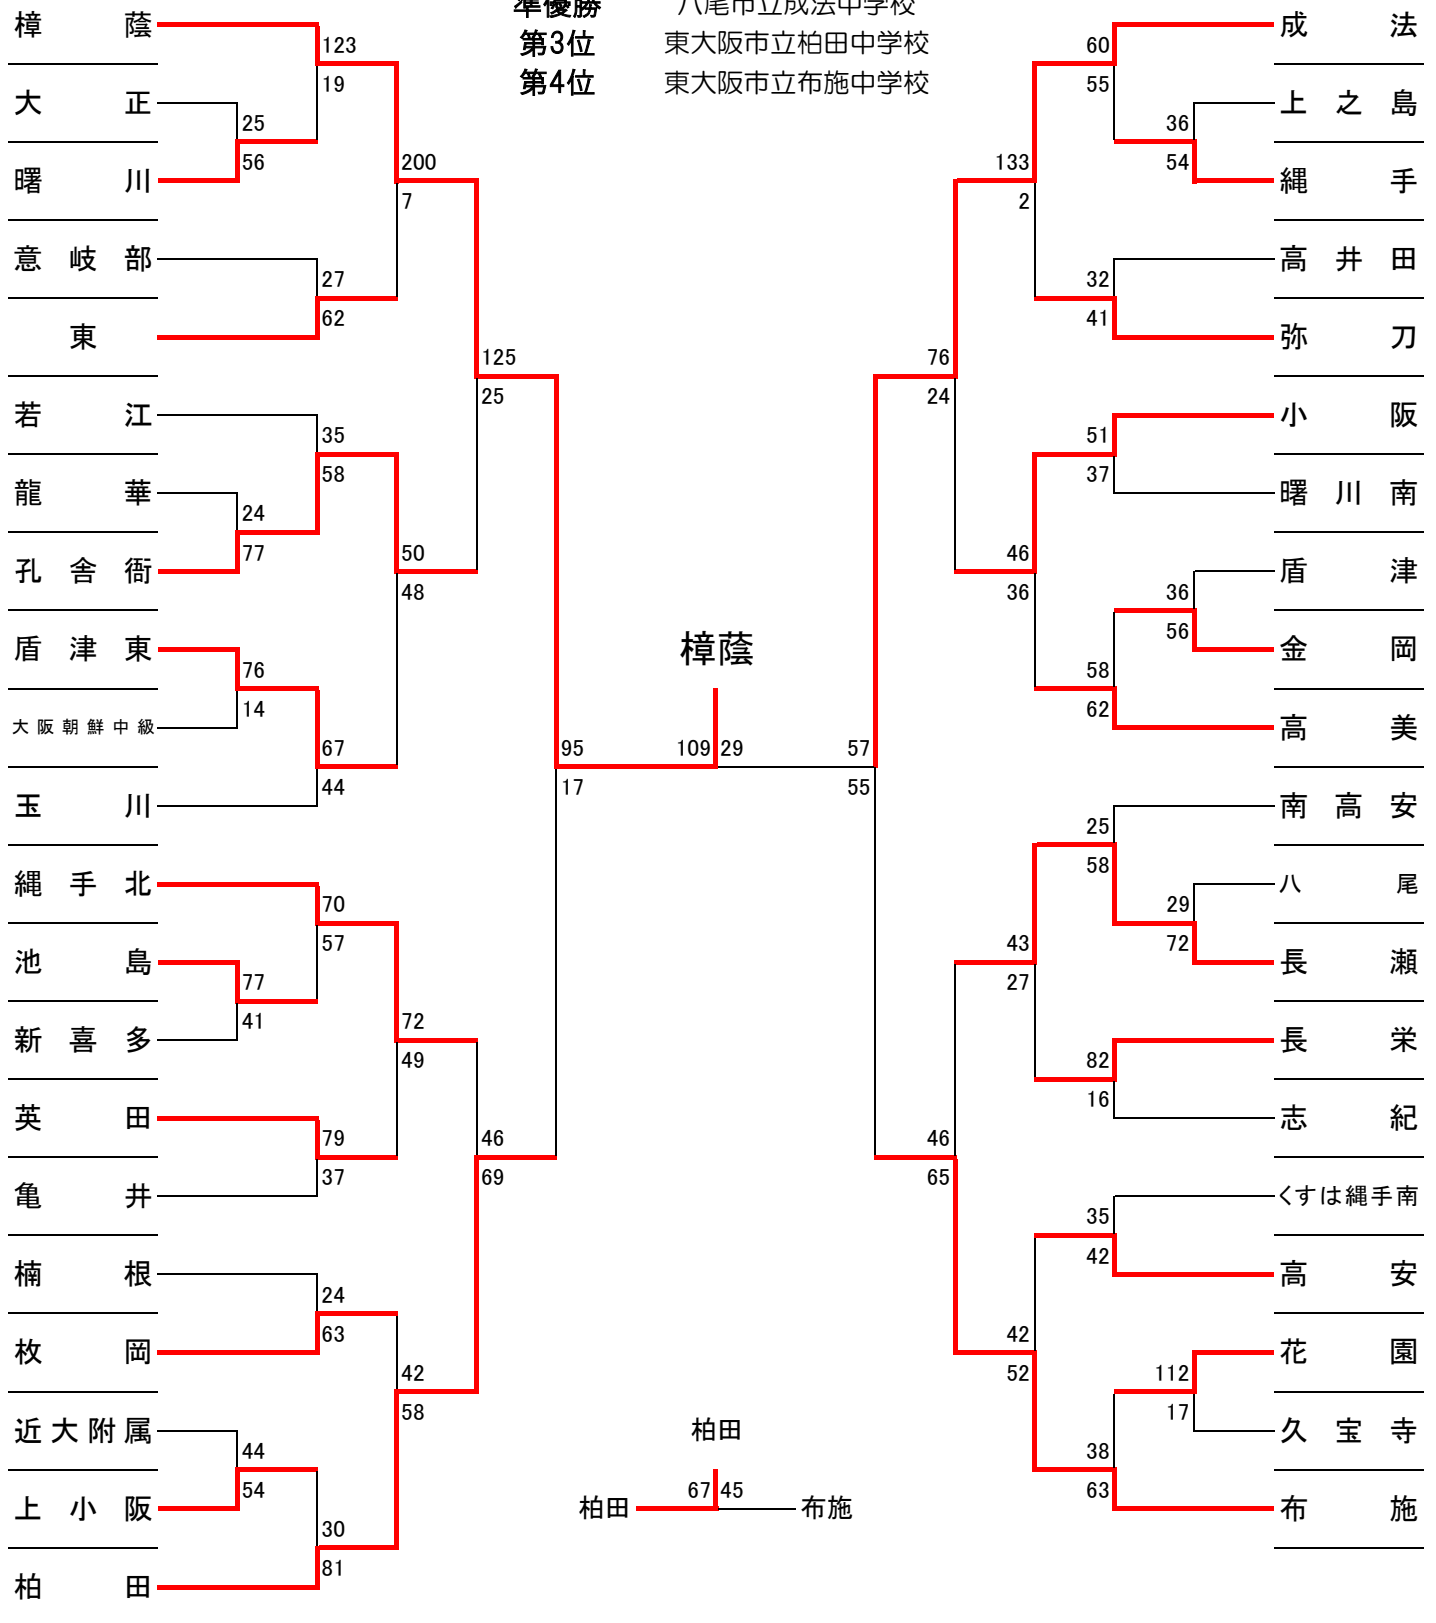 準優勝 八尾市立成法中学校
第3位 東大阪市立柏田中学校
第4位 東大阪市立布施中学校
樟蔭
123
19
大正
25
56
曙川
200
7
意岐部
27
62
東
125
25
若江
35
58
龍華
24
77
孔舎衙
50
48
盾津東
76
14
大阪朝鮮中級
67
44
玉川
95
17
縄手北
70
57
池島
77
41
新喜多
72
49
英田
79
37
亀井
46
69
楠根
24
63
枚岡
42
58
近大附属
44
54
上小阪
30
81
柏田
樟蔭
109 29
柏田
67 45
柏田 布施
成法
60
55
上之島
36
54
縄手
133
2
高井田
32
41
弥刀
76
24
小阪
51
37
曙川南
46
36
盾津
36
56
金岡
58
62
高美
57
55
南高安
25
58
八尾
29
72
長瀬
43
27
長栄
82
16
志紀
46
65
くすは縄手南
35
42
高安
42
52
花園
112
17
久宝寺
38
63
布施